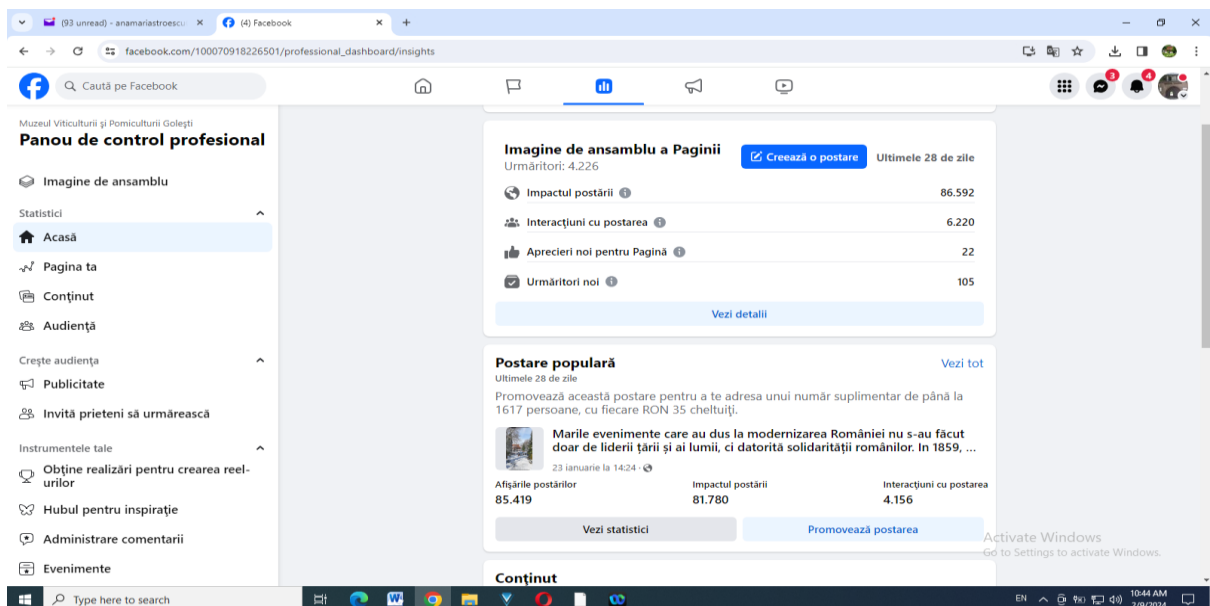 (93 unread) - anamariastroescu
(4) Facebook
facebook.com/100070918226501/professional_dashboard/insights
Caută pe Facebook
3
4
Muzeul Viticulturii și Pomiculturii Golești
Panou de control profesional
Imagine de ansamblu
Statistici
Acasă
Pagina ta
Conținut
Audiență
Crește audiența
Publicitate
Invită prieteni să urmărească
Instrumentele tale
Obține realizări pentru crearea reel-
urilor
Hubul pentru inspirație
Administrare comentarii
Evenimente
Imagine de ansamblu a Paginii
Urmăritori: 4.226
Creează o postare
Ultimele 28 de zile
Impactul postării 86.592
Interacțiuni cu postarea 6.220
Aprecieri noi pentru Pagină 22
Urmăritori noi 105
Vezi detalii
Postare populară Vezi tot
Ultimele 28 de zile
Promovează această postare pentru a te adresa unui număr suplimentar de până la
1617 persoane, cu fiecare RON 35 cheltuiți.
Marile evenimente care au dus la modernizarea României nu s-au făcut
doar de liderii țării și ai lumii, ci datorită solidarității românilor. In 1859, ...
23 ianuarie la 14:24
Afișările postărilor Impactul postării Interacțiuni cu postarea
85.419 81.780 4.156
Vezi statistici Promovează postarea
Conținut
Activate Windows
Go to Settings to activate Windows.
Type here to search
EN
10:44 AM
2/9/2024